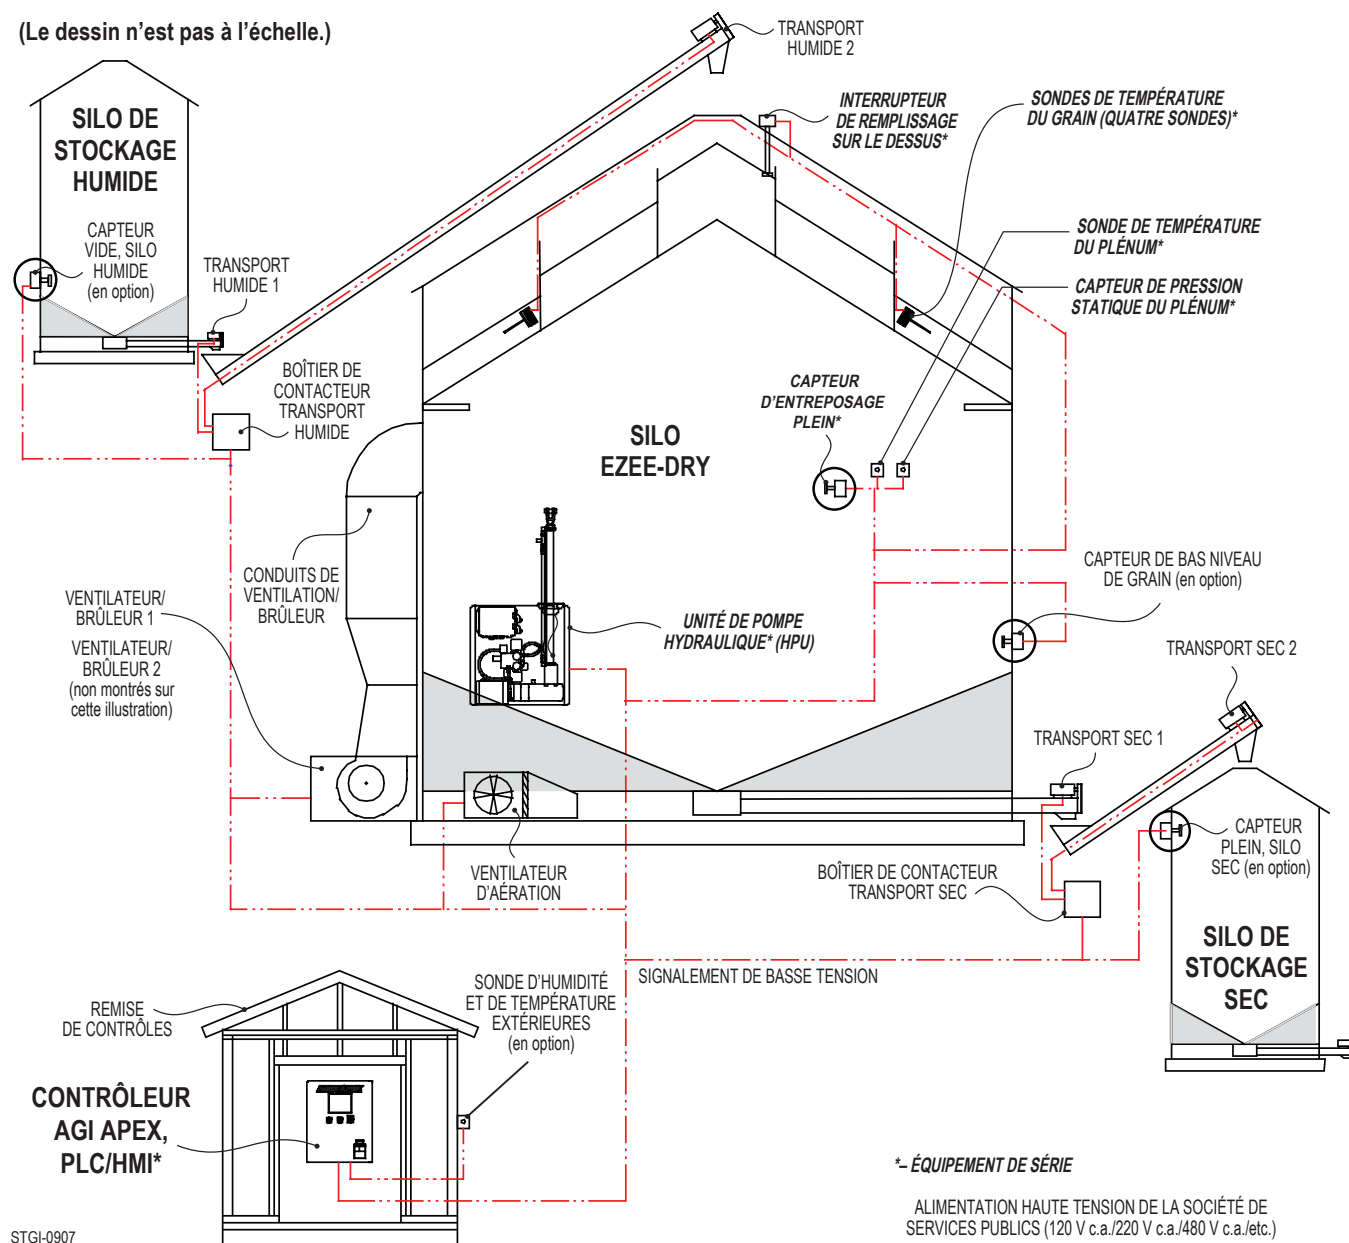 (Le dessin n’est pas à l’échelle.)
TRANSPORT
HUMIDE 2
SILO DE
STOCKAGE
HUMIDE
CAPTEUR
VIDE, SILO
HUMIDE
(en option)
TRANSPORT
HUMIDE 1
BOÎTIER DE
CONTACTEUR
TRANSPORT
HUMIDE
INTERRUPTEUR
DE REMPLISSAGE
SUR LE DESSUS*
SONDES DE TEMPÉRATURE
DU GRAIN (QUATRE SONDES)*
SONDE DE TEMPÉRATURE
DU PLÉNUM*
CAPTEUR DE PRESSION
STATIQUE DU PLÉNUM*
CAPTEUR
D’ENTREPOSAGE
PLEIN*
SILO
EZEE-DRY
CONDUITS DE
VENTILATION/
BRÛLEUR
VENTILATEUR/
BRÛLEUR 1
VENTILATEUR/
BRÛLEUR 2
(non montrés sur
cette illustration)
UNITÉ DE POMPE
HYDRAULIQUE* (HPU)
CAPTEUR DE BAS NIVEAU
DE GRAIN (en option)
TRANSPORT SEC 2
TRANSPORT SEC 1
VENTILATEUR
D’AÉRATION
BOÎTIER DE CONTACTEUR
TRANSPORT SEC
CAPTEUR
PLEIN, SILO
SEC (en option)
SILO DE
STOCKAGE
SEC
SIGNALEMENT DE BASSE TENSION
SONDE D’HUMIDITÉ
ET DE TEMPÉRATURE
EXTÉRIEURES
(en option)
REMISE
DE CONTRÔLES
CONTRÔLEUR
AGI APEX,
PLC/HMI*
*– ÉQUIPEMENT DE SÉRIE
ALIMENTATION HAUTE TENSION DE LA SOCIÉTÉ DE
SERVICES PUBLICS (120 V c.a./220 V c.a./480 V c.a./etc.)
STGI-0907